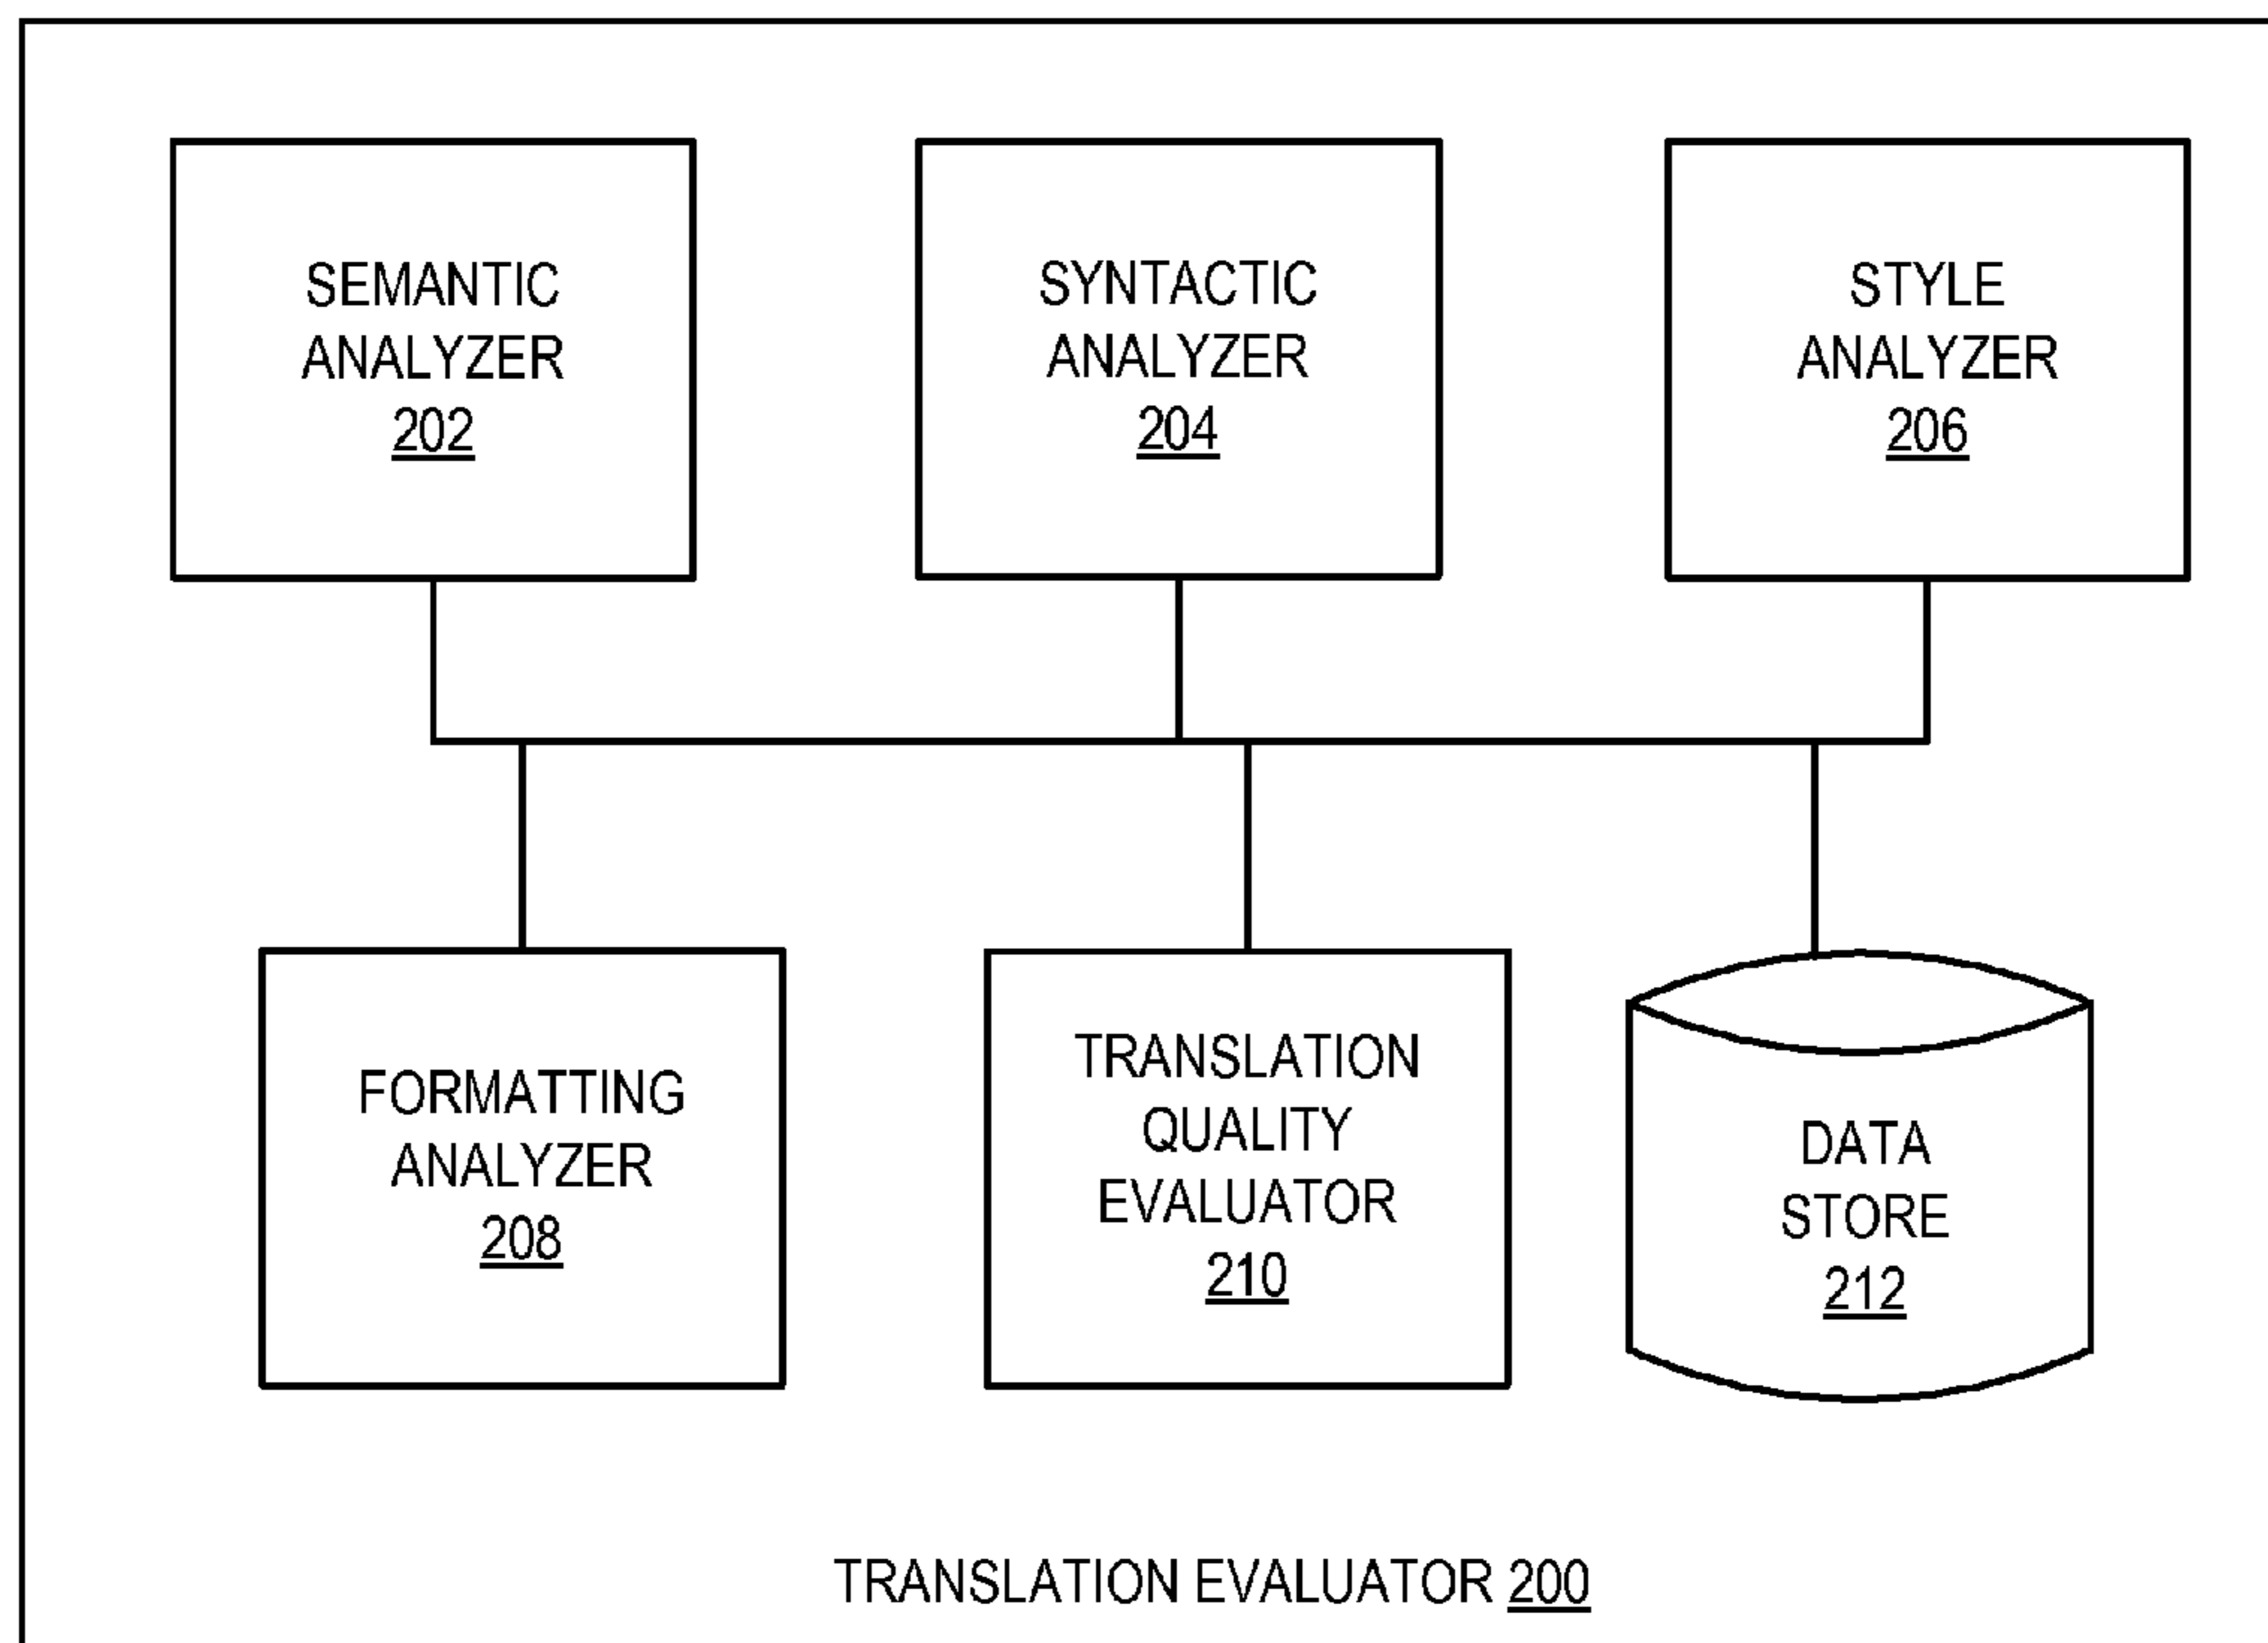 SEMANTIC
ANALYZER
202
SYNTACTIC
ANALYZER
204
STYLE
ANALYZER
206
FORMATTING
ANALYZER
208
TRANSLATION
QUALITY
EVALUATOR
210
DATA
STORE
212
TRANSLATION EVALUATOR 200